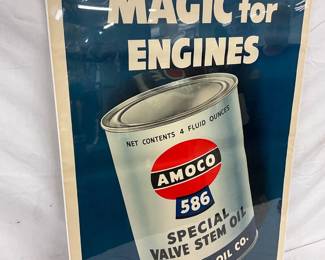 MAGIC for
ENGINES
NET CONTENTS 4 FLUID OUNCES
AMOCO
586
SPECIAL
VALVE STEM OIL
OIL CO.